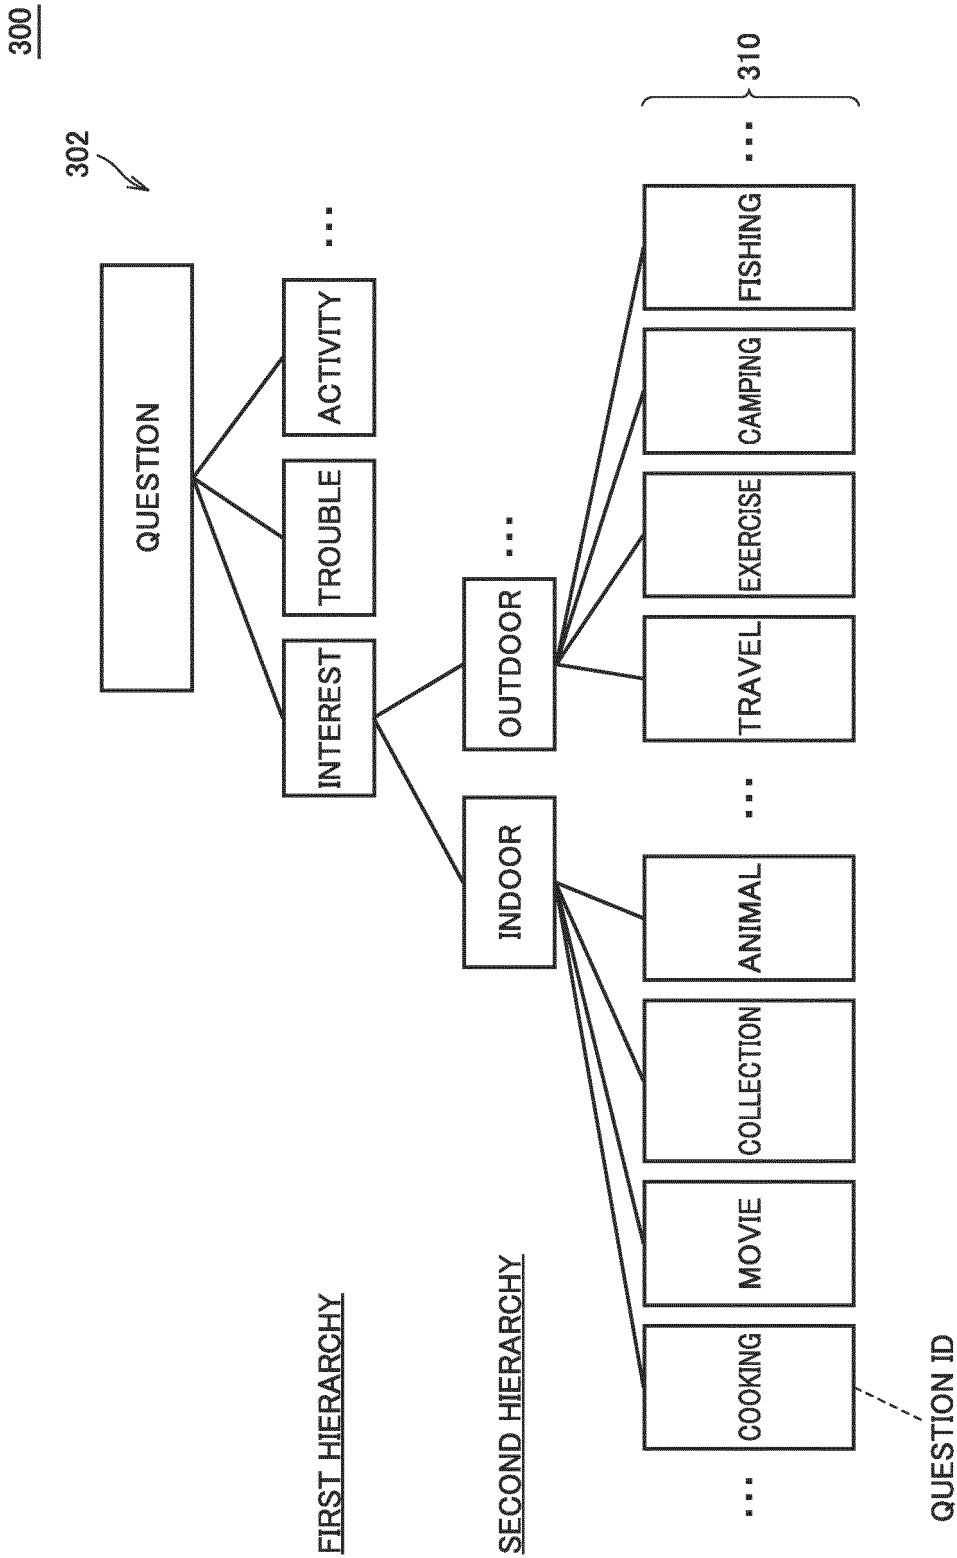 300
302
QUESTION
FIRST HIERARCHY
INTEREST
TROUBLE
ACTIVITY
...
SECOND HIERARCHY
INDOOR
OUTDOOR
...
...
COOKING
MOVIE
COLLECTION
ANIMAL
...
TRAVEL
EXERCISE
CAMPING
FISHING
...
310
QUESTION ID